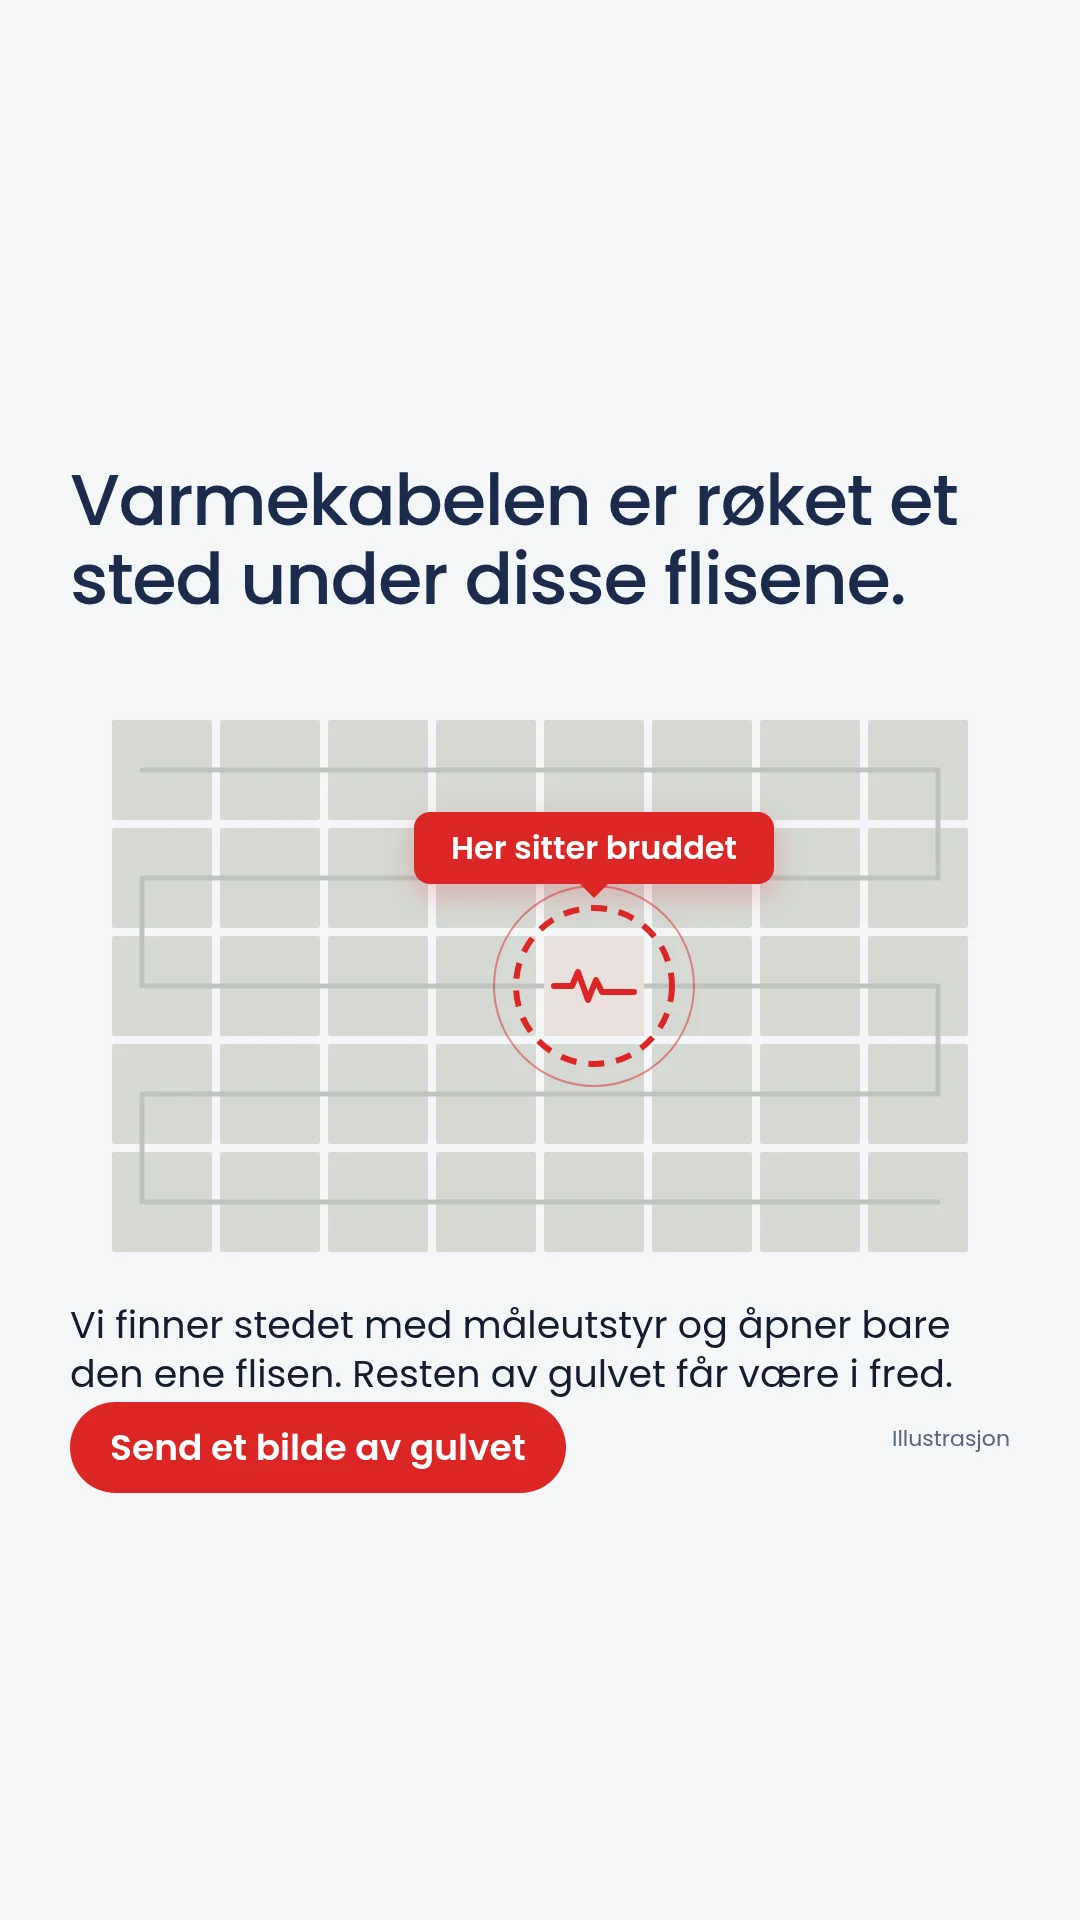 Varmekabelen er røket et
sted under disse flisene.
Her sitter bruddet
Vi finner stedet med måleutstyr og åpner bare
den ene flisen. Resten av gulvet får være i fred.
Send et bilde av gulvet
Illustrasjon